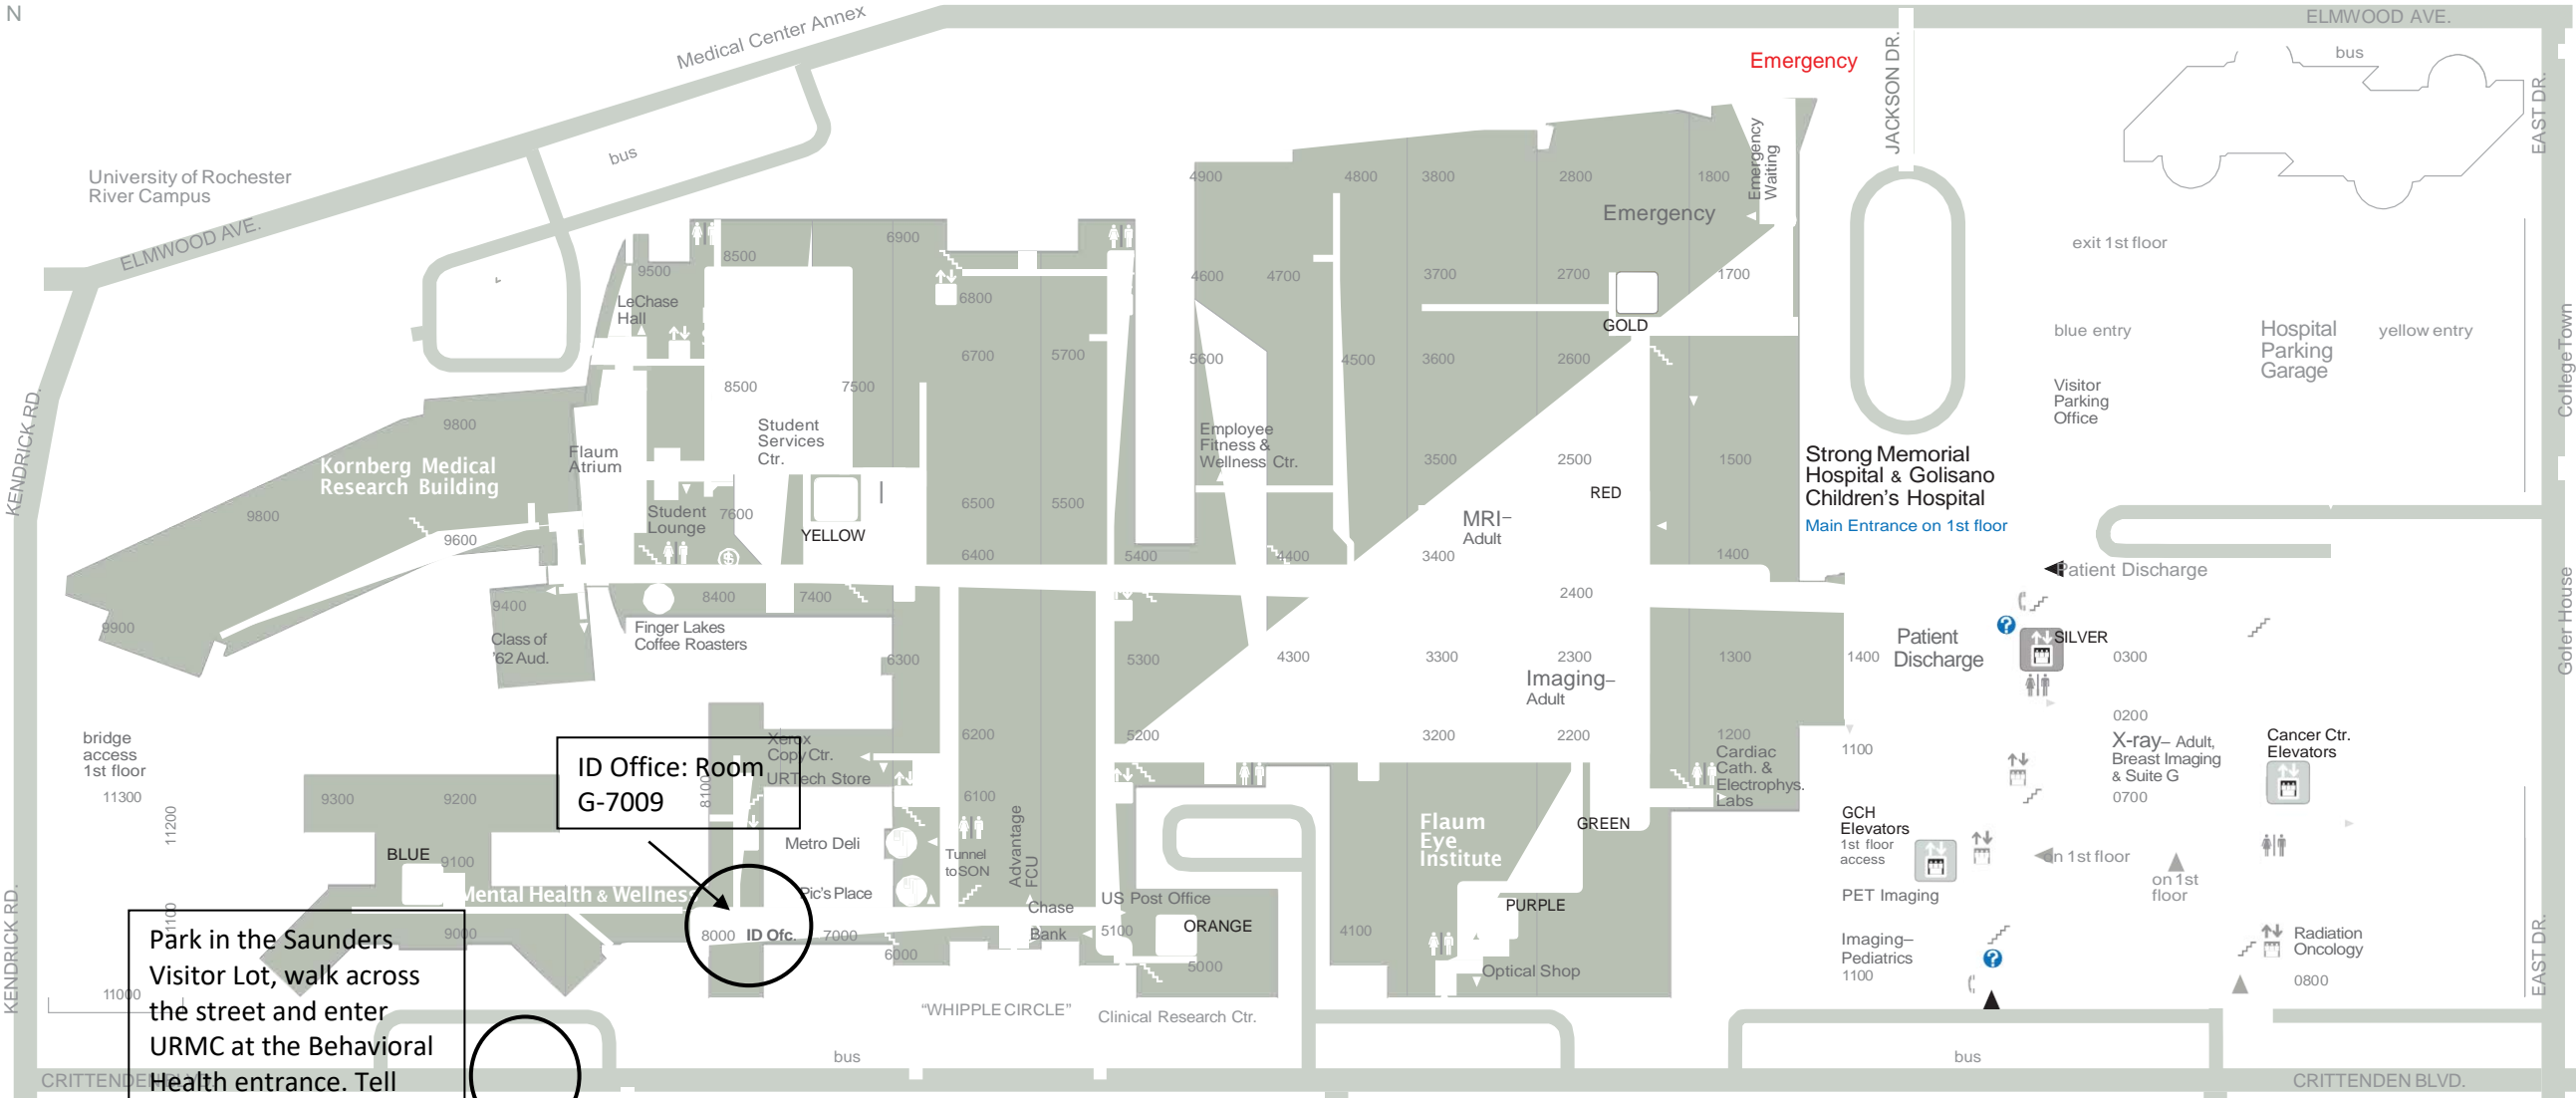 N
Medical Center Annex
ELMWOOD AVE.
Emergency
JACKSON DR.
bus
EAST DR.
University of Rochester
River Campus
bus
ELMWOOD AVE.
Emergency
Waiting
4900
4800
3800
2800
1800
Emergency
exit 1st floor
6900
8500
9500
4600
4700
3700
2700
1700
LeChase
Hall
6800
GOLD
blue entry
Hospital
Parking
Garage
yellow entry
CollegeTown
6700
5700
5600
4500
3600
2600
KENDRICK RD.
8500
7500
Visitor
Parking
Office
9800
Student
Services
Ctr.
Employee
Fitness &
Wellness Ctr.
Flaum
Atrium
Kornberg Medical
Research Building
3500
2500
1500
Strong Memorial
Hospital & Golisano
Children's Hospital
Main Entrance on 1st floor
RED
9800
Student
Lounge
7600
$
YELLOW
6500
5500
MRI–
Adult
9600
6400
5400
4400
3400
1400
Patient Discharge
2400
9400
8400
7400
9900
Class of
'62 Aud.
Finger Lakes
Coffee Roasters
6300
5300
4300
3300
2300
1300
1400
Patient
Discharge
?
SILVER
0300
Goler House
Imaging–
Adult
bridge
access
1st floor
11300
11200
Xerox
Copy Ctr.
URTech Store
6200
5200
3200
2200
1200
Cardiac
Cath. &
Electrophys.
Labs
1100
0200
X-ray– Adult,
Breast Imaging
& Suite G
0700
Cancer Ctr.
Elevators
ID Office: Room
G-7009
9300
9200
8100
6100
Metro Deli
Advantage
FCU
Flaum
Eye
Institute
GREEN
GCH
Elevators
1st floor
access
on 1st floor
on 1st
floor
BLUE
9100
Tunnel
to SON
Mental Health & Wellness
Pic's Place
Chase
Bank
US Post Office
ORANGE
PURPLE
PET Imaging
KENDRICK RD.
9000
8000
ID Ofc.
7000
6000
5100
5000
4100
Optical Shop
Imaging–
Pediatrics
1100
?
Radiation
Oncology
0800
EAST DR.
11000
Park in the Saunders
Visitor Lot, walk across
the street and enter
URMC at the Behavioral
Health entrance. Tell
"WHIPPLE CIRCLE"
Clinical Research Ctr.
bus
bus
CRITTENDEN BLVD.